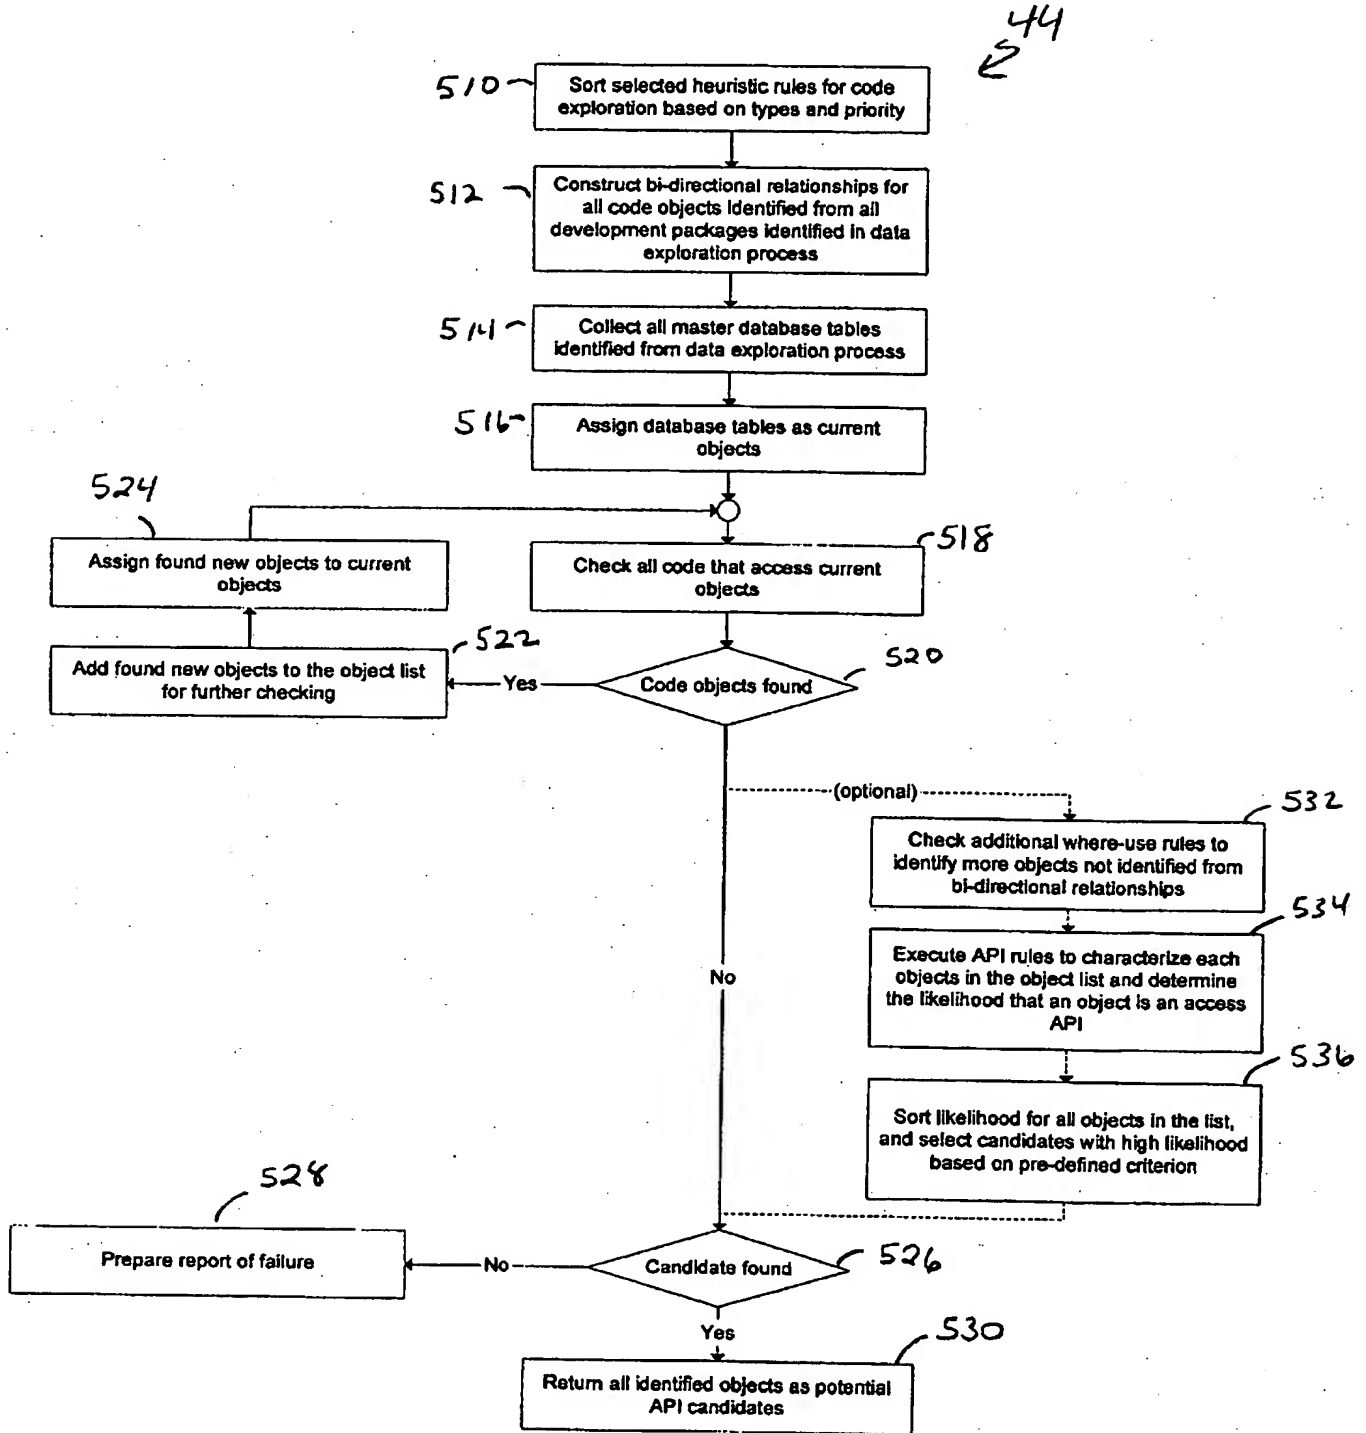 44
510
Sort selected heuristic rules for code
exploration based on types and priority
512
Construct bi-directional relationships for
all code objects identified from all
development packages identified in data
exploration process
514
Collect all master database tables
identified from data exploration process
516
Assign database tables as current
objects
524
Assign found new objects to current
objects
518
Check all code that access current
objects
522
Add found new objects to the object list
for further checking
Yes
520
Code objects found
(optional)
532
Check additional where-use rules to
identify more objects not identified from
bi-directional relationships
534
Execute API rules to characterize each
objects in the object list and determine
the likelihood that an object is an access
API
No
536
Sort likelihood for all objects in the list,
and select candidates with high likelihood
based on pre-defined criterion
528
Prepare report of failure
No
Candidate found
526
Yes
530
Return all identified objects as potential
API candidates